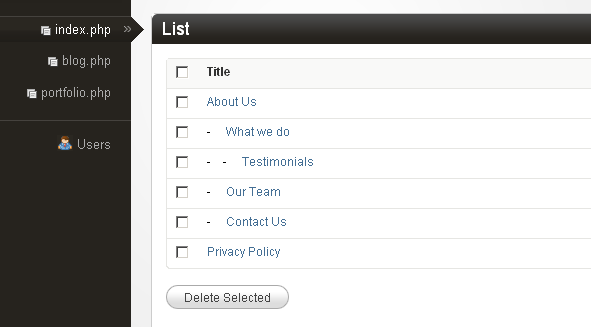 index.php »
blog.php
portfolio.php
Users
List
Title
About Us
- What we do
- - Testimonials
- Our Team
- Contact Us
Privacy Policy
Delete Selected